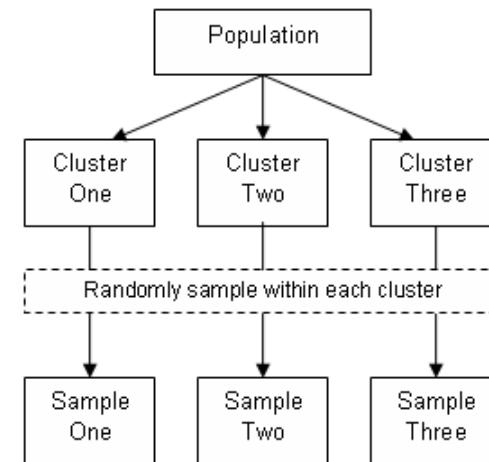 Population
Cluster
One
Cluster
Two
Cluster
Three
Randomly sample within each cluster
Sample
One
Sample
Two
Sample
Three